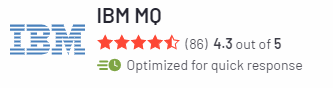 IBM
IBM MQ
(86) 4.3 out of 5
Optimized for quick response